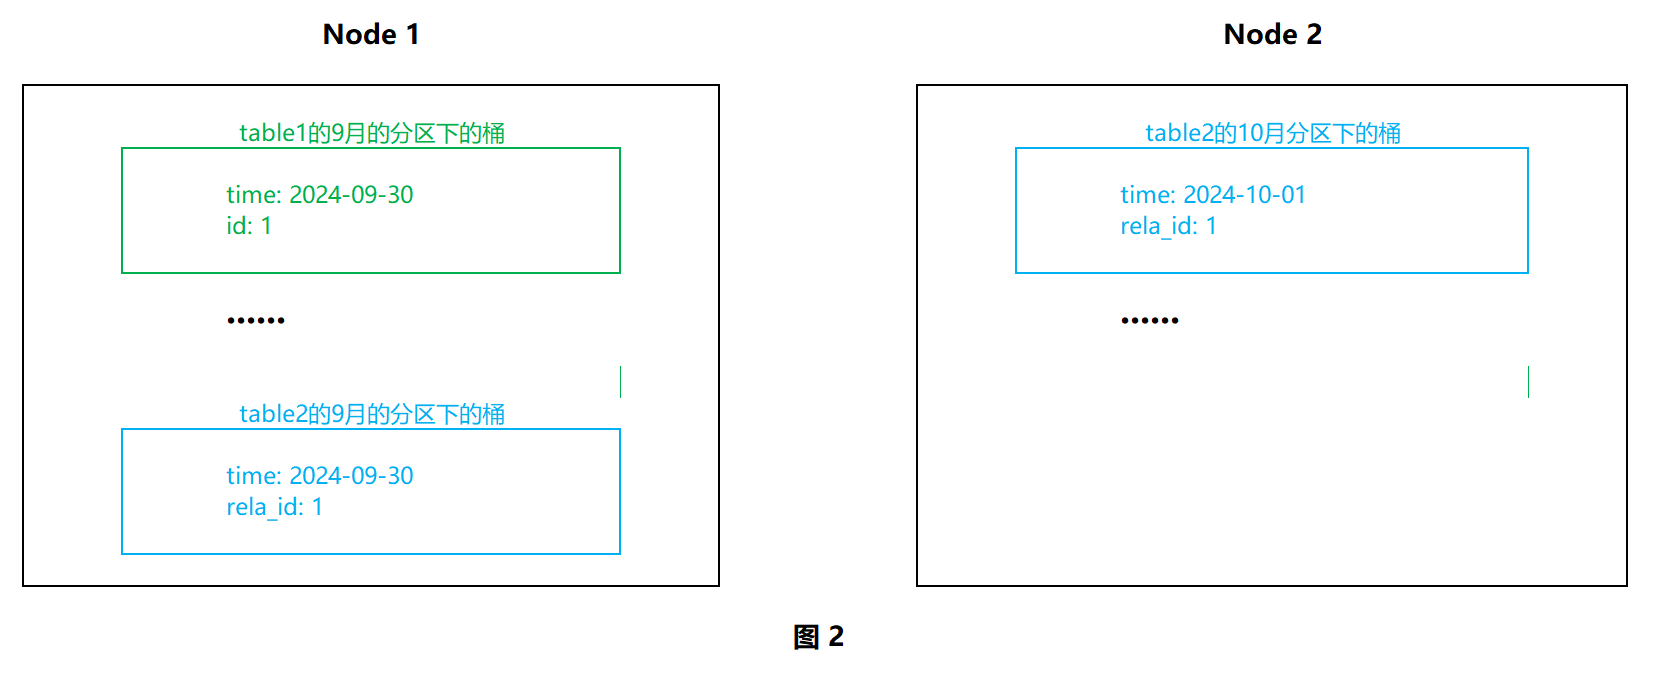 Node 1
Node 2
table1的9月的分区下的桶
time: 2024-09-30
id: 1
......
table2的9月的分区下的桶
time: 2024-09-30
rela_id: 1
table2的10月分区下的桶
time: 2024-10-01
rela_id: 1
......
图 2